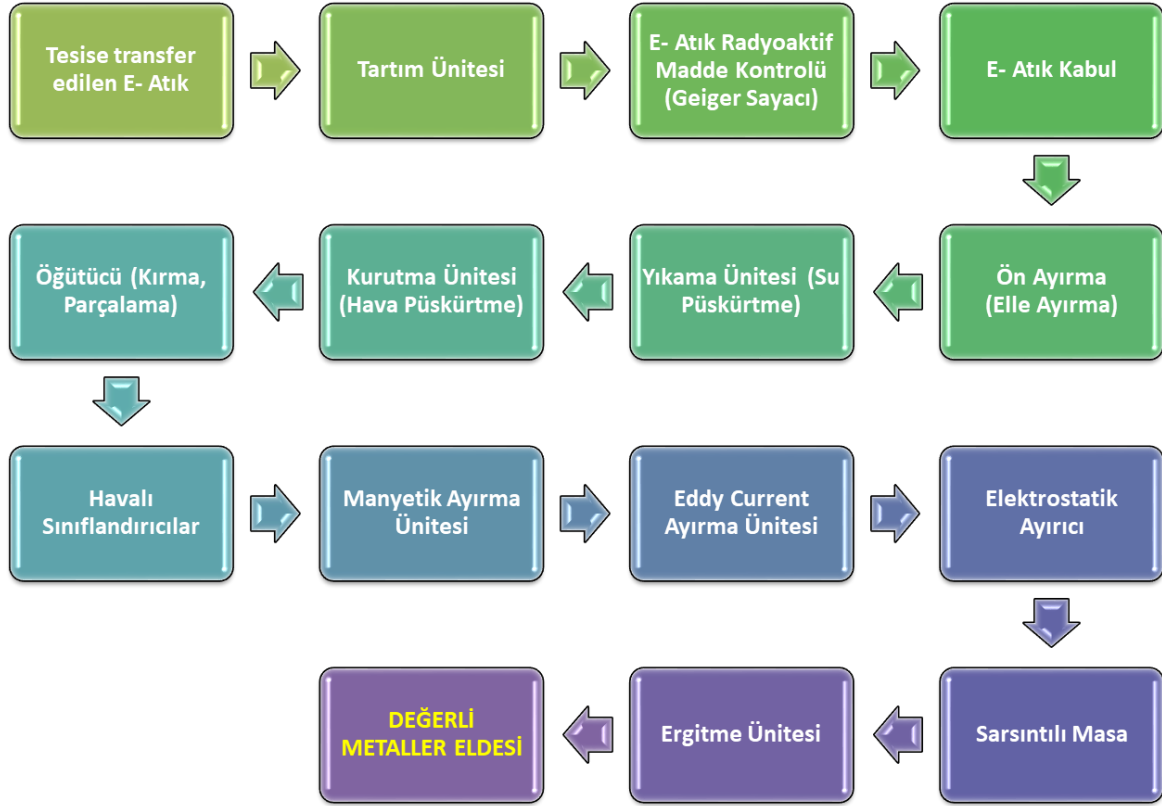 Tesise transfer
edilen E- Atık
Tartım Ünitesi
E- Atık Radyoaktif
Madde Kontrolü
(Geiger Sayacı)
E- Atık Kabul
Ön Ayırma
(Elle Ayırma)
Yıkama Ünitesi (Su
Püskürtme)
Kurutma Ünitesi
(Hava Püskürtme)
Öğütücü (Kırma,
Parçalama)
Havalı
Sınıflandırıcılar
Manyetik Ayırma
Ünitesi
Eddy Current
Ayırma Ünitesi
Elektrostatik
Ayırıcı
Sarsıntılı Masa
Ergitme Ünitesi
DEĞERLİ
METALLER ELDESİ